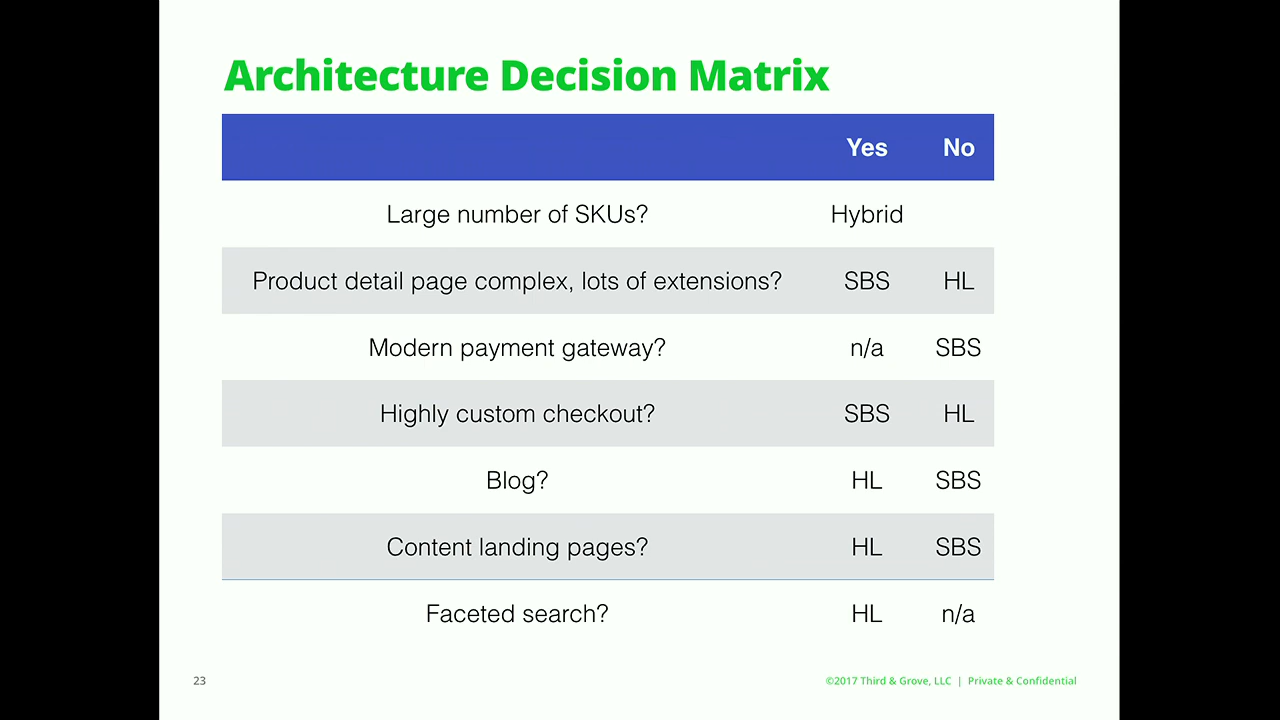 Architecture Decision Matrix
Yes No
Large number of SKUs? Hybrid
Product detail page complex, lots of extensions? SBS HL
Modern payment gateway? n/a SBS
Highly custom checkout? SBS HL
Blog? HL SBS
Content landing pages? HL SBS
Faceted search? HL n/a
23 ©2017 Third & Grove, LLC | Private & Confidential